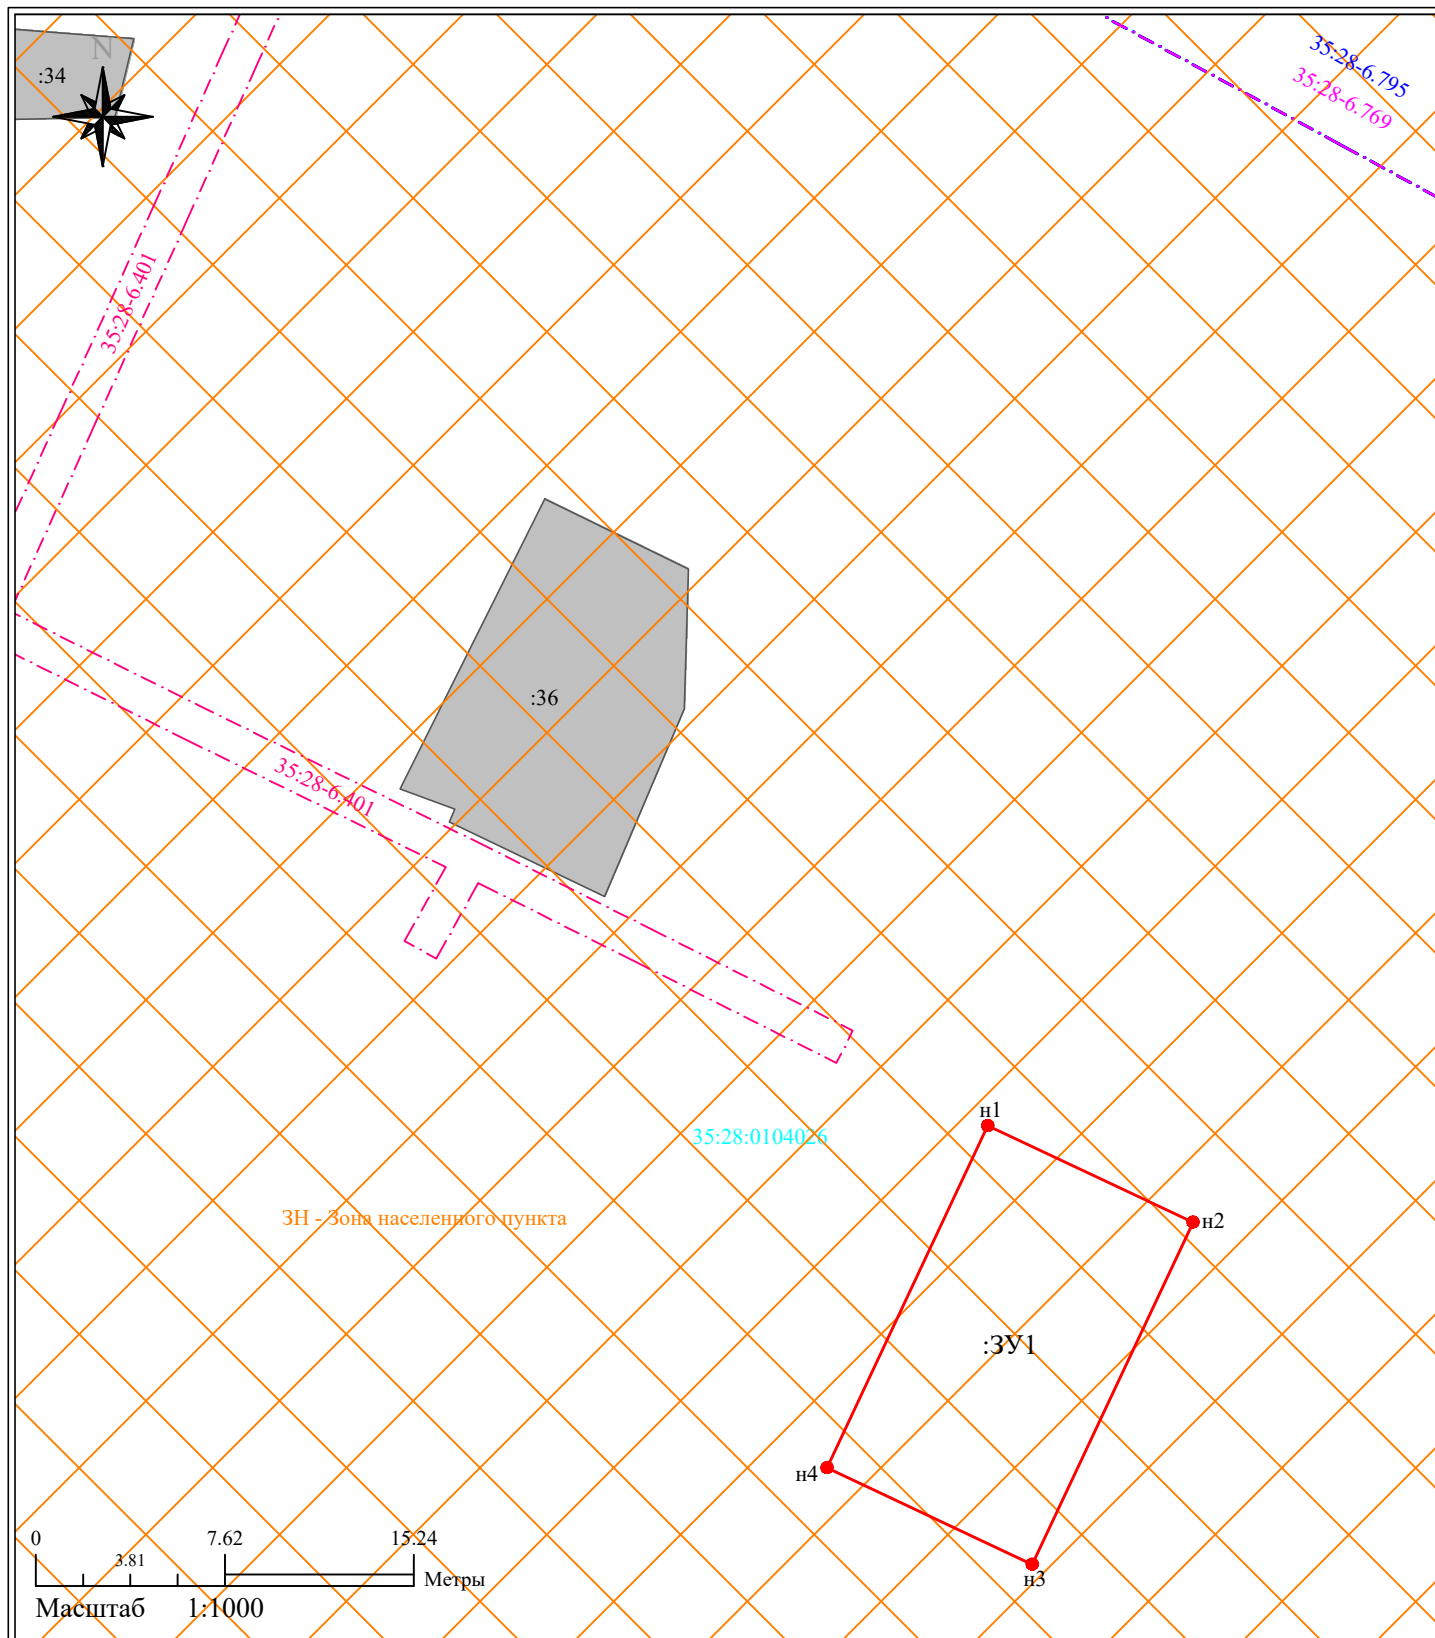 N
:34
35:28-6.795
35:28-6.769
35:28-6.401
:36
35:28-6.401
н1
35:28:0104026
ЗН - Зона населенного пункта
н2
:ЗУ1
н4
н3
0 3.81 7.62 15.24
Метры
Масштаб 1:1000